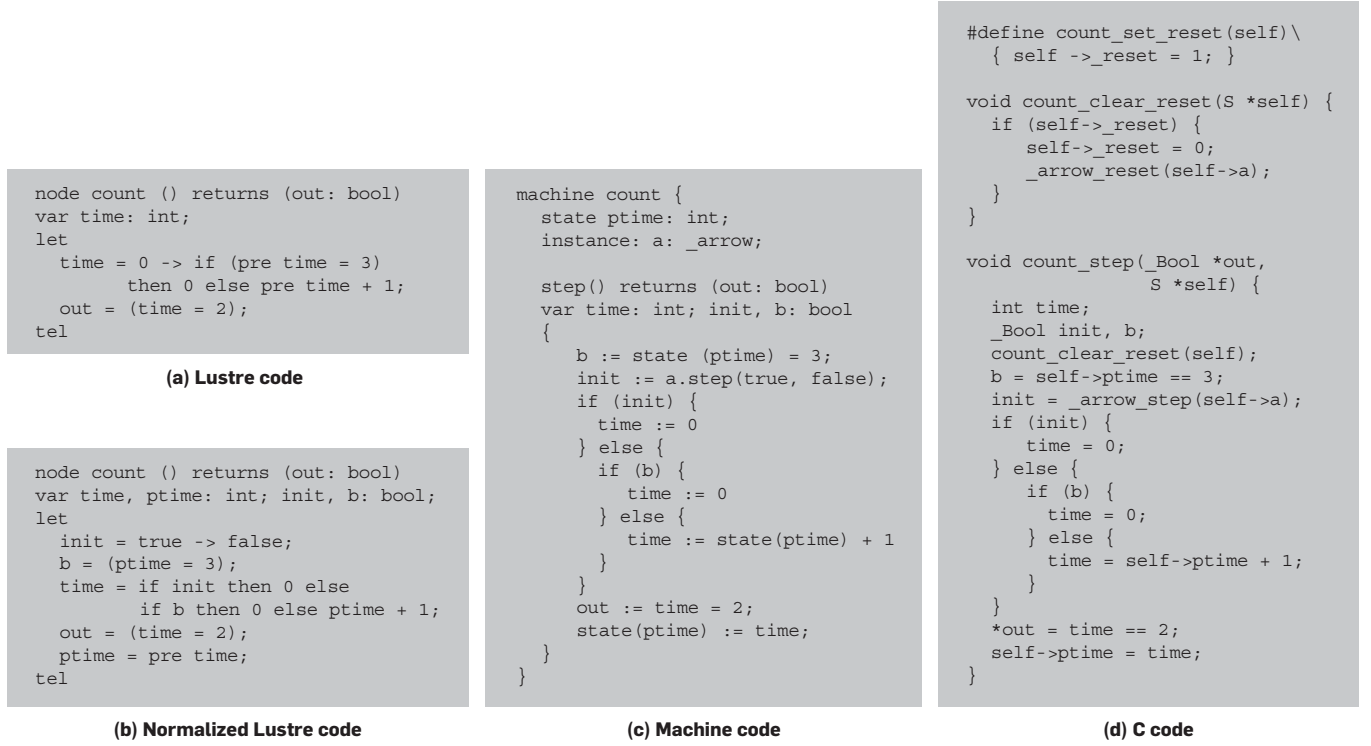 node count () returns (out: bool)
var time: int;
let
time = 0 -> if (pre time = 3)
then 0 else pre time + 1;
out = (time = 2);
tel
(a) Lustre code
node count () returns (out: bool)
var time, ptime: int; init, b: bool;
let
init = true -> false;
b = (ptime = 3);
time = if init then 0 else
if b then 0 else ptime + 1;
out = (time = 2);
ptime = pre time;
tel
(b) Normalized Lustre code
machine count {
state ptime: int;
instance: a: _arrow;
step() returns (out: bool)
var time: int; init, b: bool
{
b := state (ptime) = 3;
init := a.step(true, false);
if (init) {
time := 0
} else {
if (b) {
time := 0
} else {
time := state(ptime) + 1
}
}
out := time = 2;
state(ptime) := time;
}
}
(c) Machine code
#define count_set_reset(self)\
{ self ->_reset = 1; }
void count_clear_reset(S *self) {
if (self->_reset) {
self->_reset = 0;
_arrow_reset(self->a);
}
}
void count_step(_Bool *out,
S *self) {
int time;
_Bool init, b;
count_clear_reset(self);
b = self->ptime == 3;
init = _arrow_step(self->a);
if (init) {
time = 0;
} else {
if (b) {
time = 0;
} else {
time = self->ptime + 1;
}
}
*out = time == 2;
self->ptime = time;
}
(d) C code